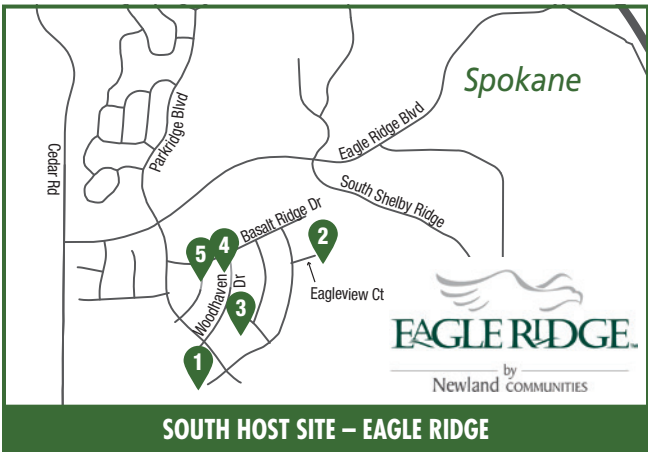 Spokane
Parkridge Blvd
Cedar Rd
Eagle Ridge Blvd
South Shelby Ridge
Basalt Ridge Dr
5
4
2
Eagleview Ct
Woodhaven Dr
3
1
EAGLE RIDGE
by
Newland COMMUNITIES
SOUTH HOST SITE – EAGLE RIDGE